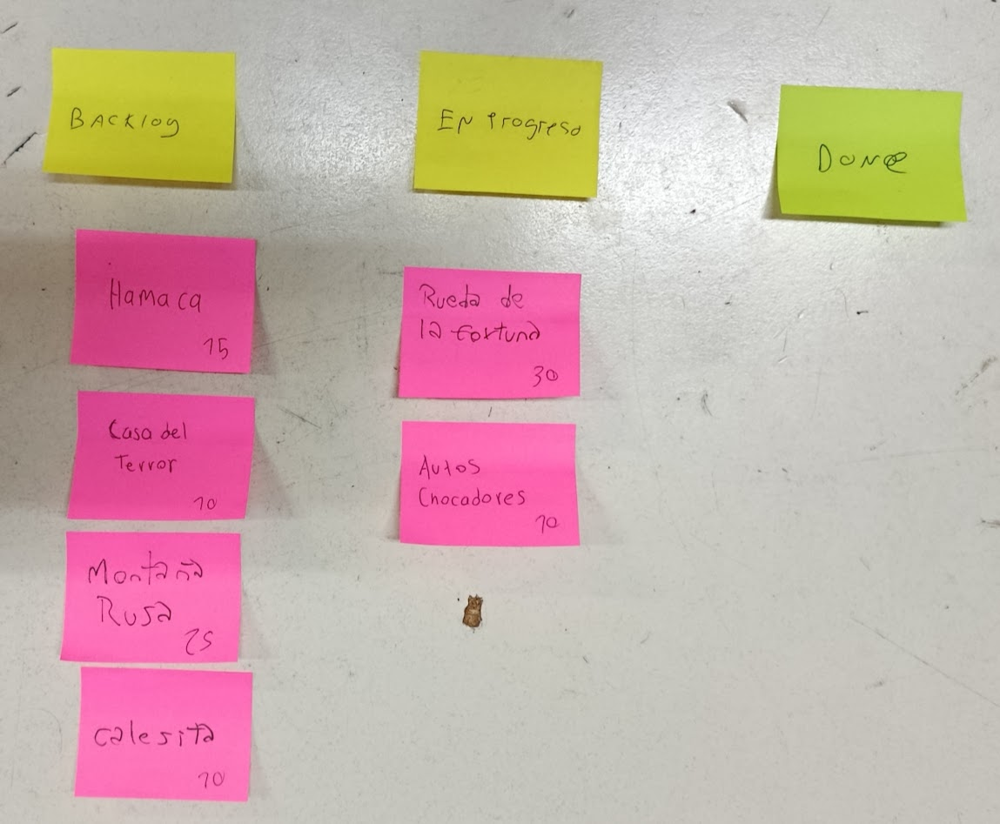 Backlog
En Progreso
Done
Hamaca
15
Casa del
Terror
10
Montaña
Rusa
25
calesita
10
Rueda de
la fortuna
30
Autos
Chocadores
10